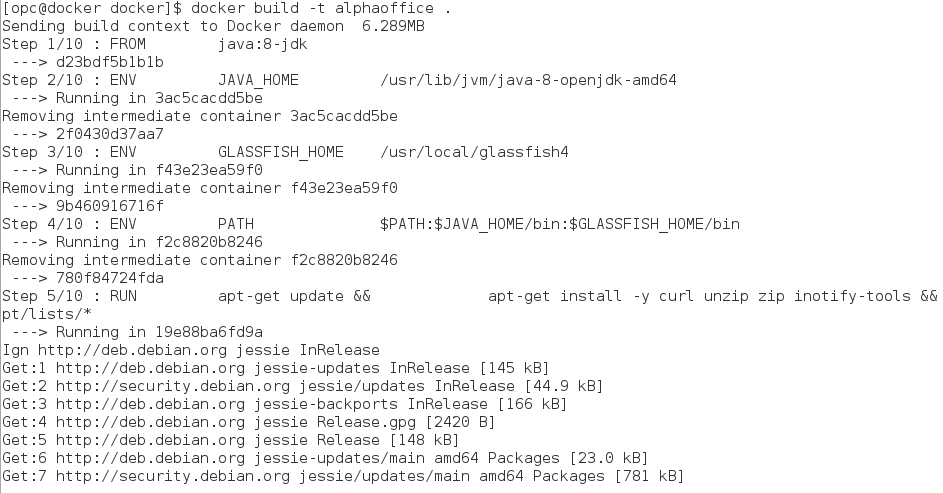 [opc@docker docker]$ docker build -t alphaoffice .
Sending build context to Docker daemon  6.289MB
Step 1/10 : FROM        java:8-jdk
 ---> d23bdf5b1b1b
Step 2/10 : ENV         JAVA_HOME         /usr/lib/jvm/java-8-openjdk-amd64
 ---> Running in 3ac5cacdd5be
Removing intermediate container 3ac5cacdd5be
 ---> 2f0430d37aa7
Step 3/10 : ENV         GLASSFISH_HOME    /usr/local/glassfish4
 ---> Running in f43e23ea59f0
Removing intermediate container f43e23ea59f0
 ---> 9b460916716f
Step 4/10 : ENV         PATH              $PATH:$JAVA_HOME/bin:$GLASSFISH_HOME/bin
 ---> Running in f2c8820b8246
Removing intermediate container f2c8820b8246
 ---> 780f84724fda
Step 5/10 : RUN         apt-get update &&             apt-get install -y curl unzip zip inotify-tools &&
pt/lists/*
 ---> Running in 19e88ba6fd9a
Ign http://deb.debian.org jessie InRelease
Get:1 http://deb.debian.org jessie-updates InRelease [145 kB]
Get:2 http://security.debian.org jessie/updates InRelease [44.9 kB]
Get:3 http://deb.debian.org jessie-backports InRelease [166 kB]
Get:4 http://deb.debian.org jessie Release.gpg [2420 B]
Get:5 http://deb.debian.org jessie Release [148 kB]
Get:6 http://deb.debian.org jessie-updates/main amd64 Packages [23.0 kB]
Get:7 http://security.debian.org jessie/updates/main amd64 Packages [781 kB]